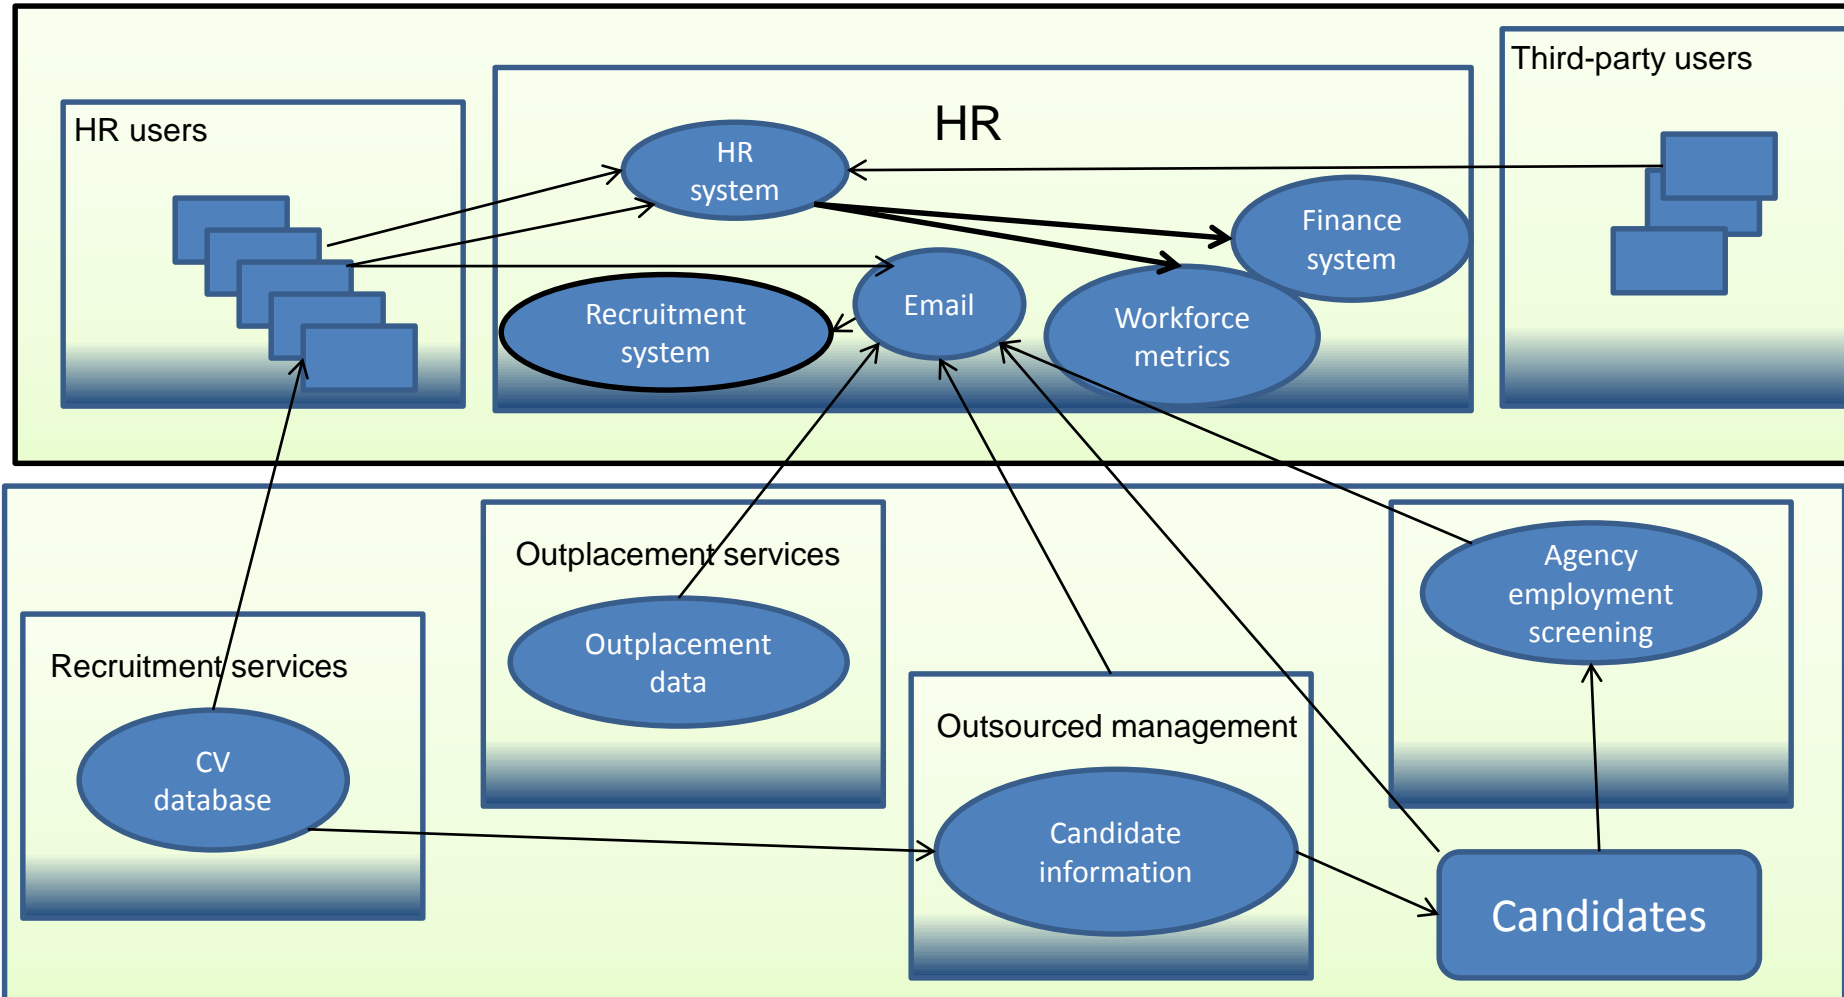 Third-party users
HR users
HR
HR
system
Finance
system
Email
Recruitment
system
Workforce
metrics
Outplacement services
Agency
employment
screening
Outplacement
data
Recruitment services
Outsourced management
CV
database
Candidate
information
Candidates